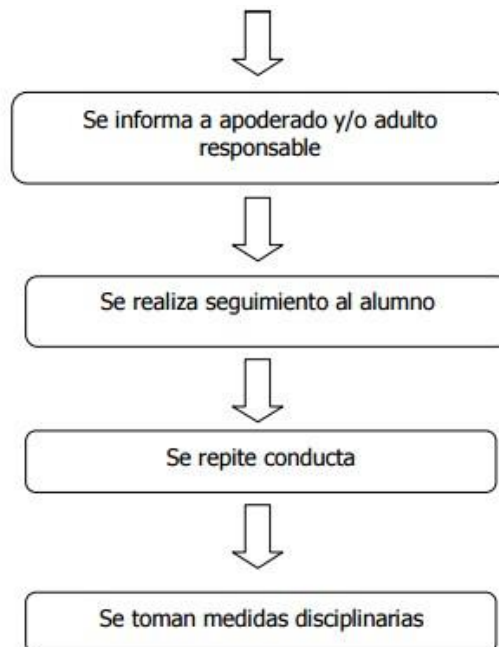 Se informa a apoderado y/o adulto
responsable
Se realiza seguimiento al alumno
Se repite conducta
Se toman medidas disciplinarias